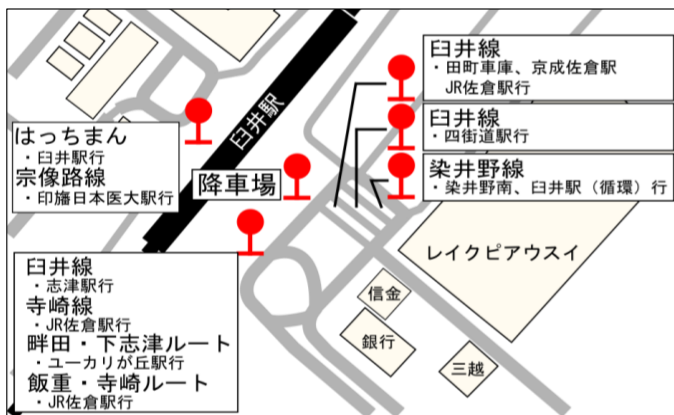 臼井線
・田町車庫、京成佐倉駅
JR佐倉駅行
臼井線
・四街道駅行
染井野線
・染井野南、臼井駅（循環）行
臼井駅
はっちまん
・臼井駅行
宗像路線
・印旛日本医大駅行
降車場
臼井線
・志津駅行
寺崎線
・JR佐倉駅行
畔田・下志津ルート
・ユーカリが丘駅行
飯重・寺崎ルート
・JR佐倉駅行
レイクピアウスイ
信金
銀行
三越